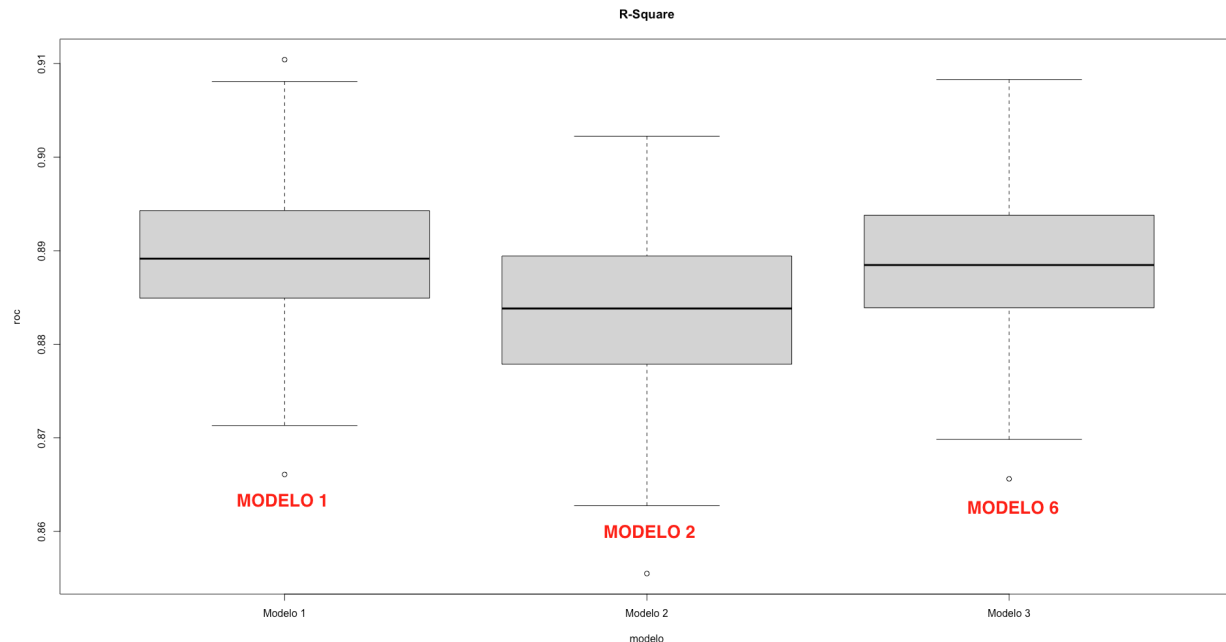 R-Square
0.91
0.90
0.89
0.88
0.87
0.86
roc
MODELO 1
MODELO 2
MODELO 6
Modelo 1
Modelo 2
Modelo 3
modelo